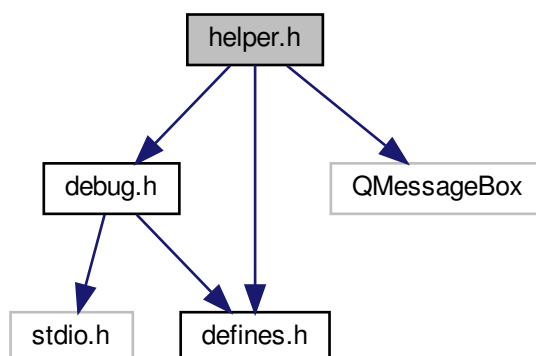 helper.h
debug.h
QMessageBox
stdio.h
defines.h